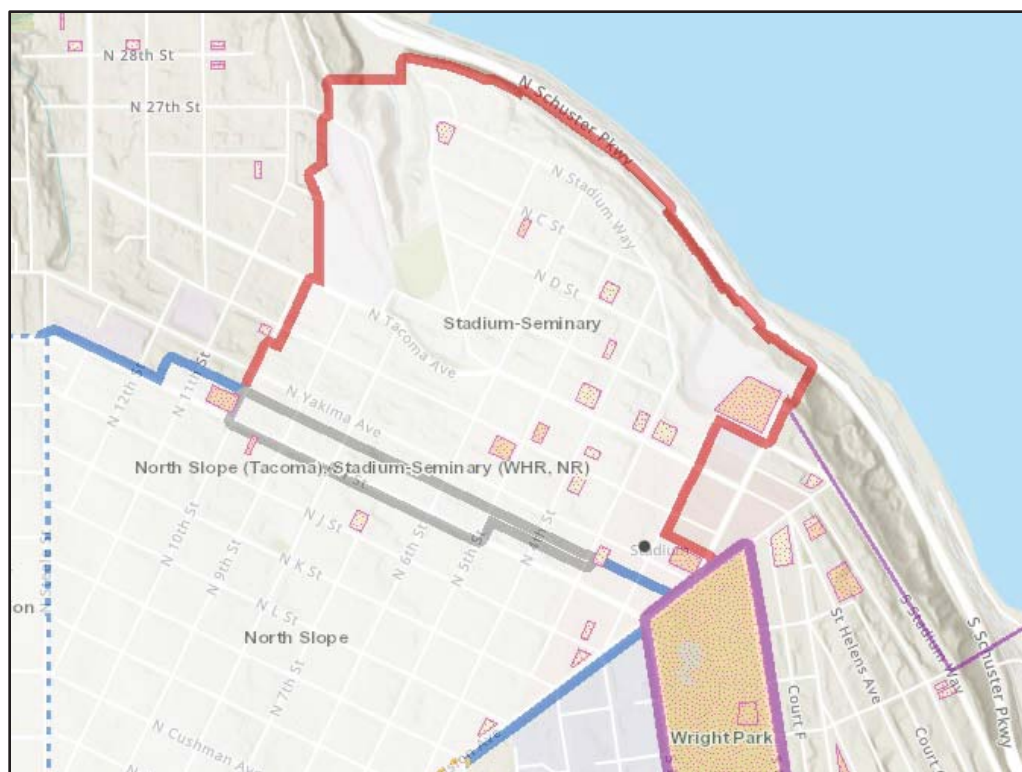 N 28th St
N 27th St
N Schuster Pkwy
N Stadium Way
N C St
N D St
Stadium-Seminary
N Tacoma Ave
N 12th St
N 11th St
N Yakima Ave
North Slope (Tacoma), Stadium-Seminary (WHR, NR)
N J St
N 10th St
N 9th St
N K St
N 6th St
N 5th St
N 4th St
Stadium
on
N L St
North Slope
N 7th St
St Helens Ave
S Stadium Way
S Schuster Pkwy
N Cushman Ave
Court F
Wright Park
Court